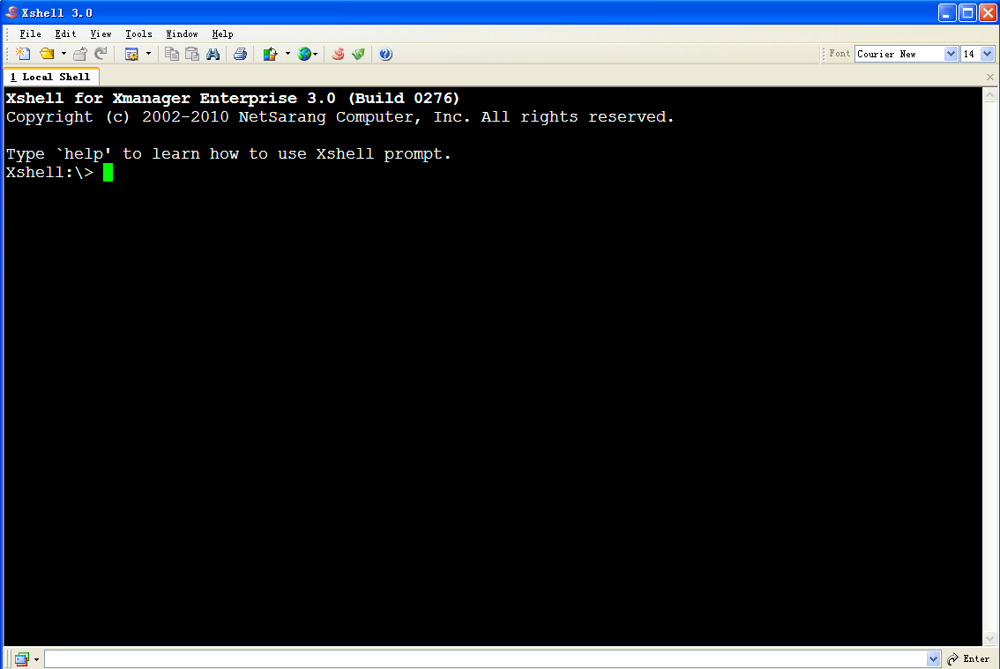 Xshell 3.0
File Edit View Tools Window Help
Font Courier New 14
1 Local Shell
Xshell for Xmanager Enterprise 3.0 (Build 0276)
Copyright (c) 2002-2010 NetSarang Computer, Inc. All rights reserved.
Type `help' to learn how to use Xshell prompt.
Xshell:\>
Enter